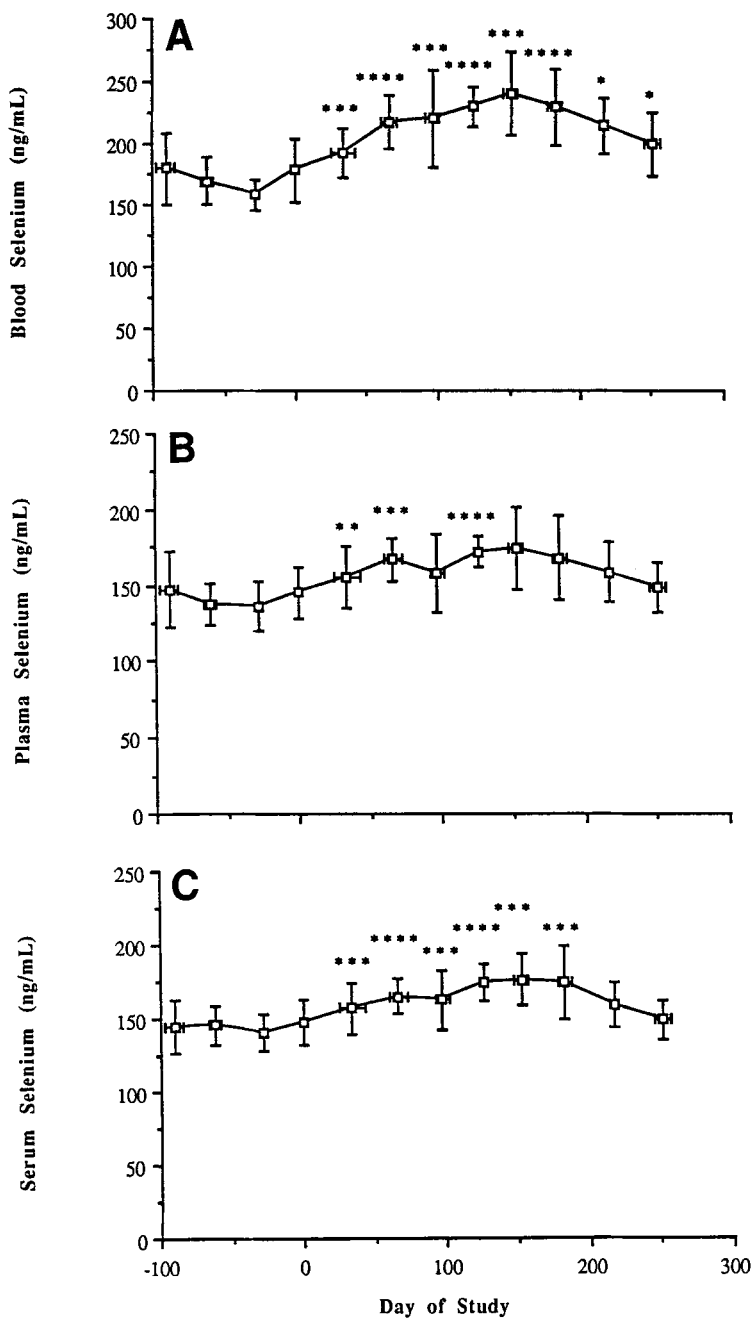 A
300
250
200
150
100
50
0
Blood Selenium (ng/mL)
*** **** *** **** *** **** * *
B
250
200
150
100
50
0
Plasma Selenium (ng/mL)
** *** ****
C
250
200
150
100
50
0
Serum Selenium (ng/mL)
*** **** *** **** *** ***
-100 0 100 200 300
Day of Study